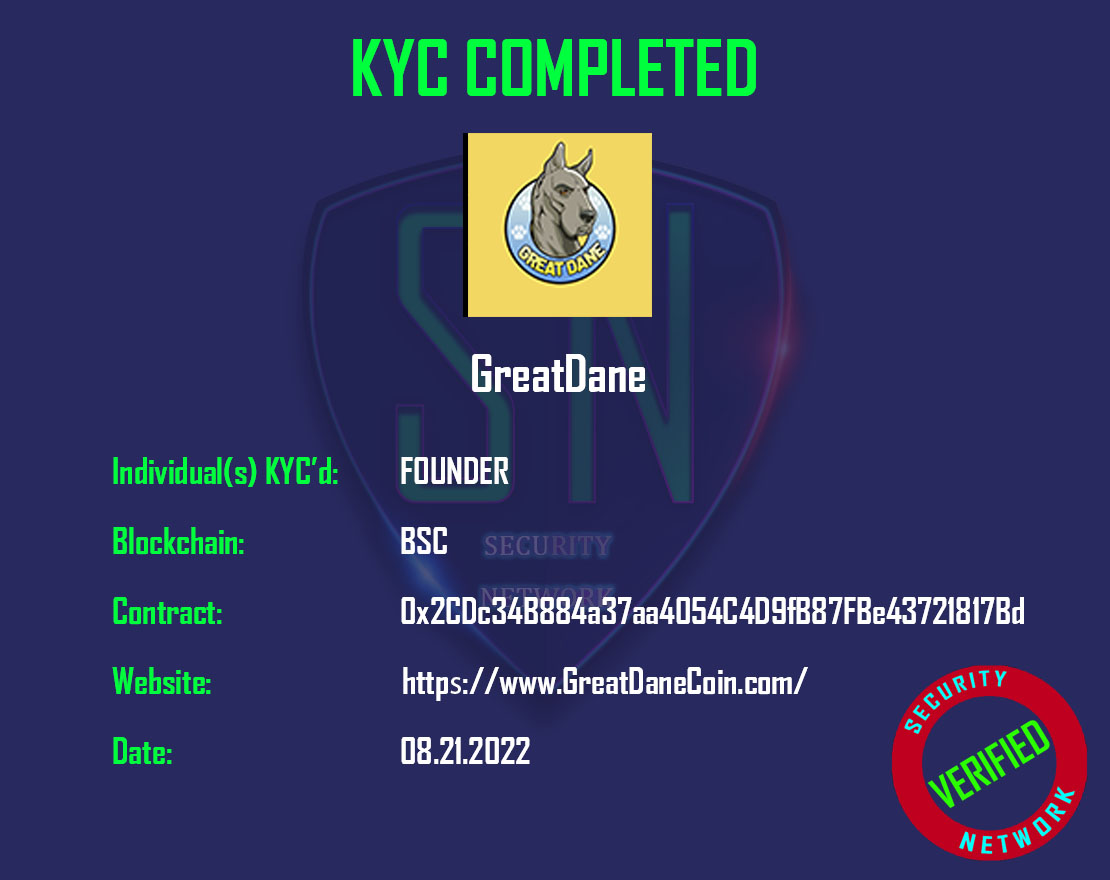 KYC COMPLETED
GREAT DANE
SN
GreatDane
Individual(s) KYC'd: FOUNDER
Blockchain: BSC
SECURITY
NETWORK
Contract: 0x2CDc34B884a37aa4054C4D9fB87FBe43721817Bd
Website: https://www.GreatDaneCoin.com/
Date: 08.21.2022
SECURITY
VERIFIED
NETWORK